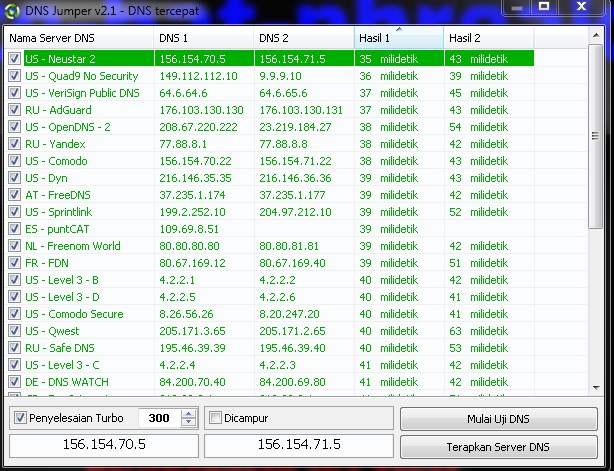 DNS Jumper v2.1 - DNS tercepat
Nama Server DNS DNS 1 DNS 2 Hasil 1 Hasil 2
US - Neustar 2 156.154.70.5 156.154.71.5 35 milidetik 43 milidetik
US - Quad9 No Security 149.112.112.10 9.9.9.10 36 milidetik 39 milidetik
US - VeriSign Public DNS 64.6.64.6 64.6.65.6 37 milidetik 45 milidetik
RU - AdGuard 176.103.130.130 176.103.130.131 37 milidetik 43 milidetik
US - OpenDNS - 2 208.67.220.222 23.219.184.27 38 milidetik 54 milidetik
RU - Yandex 77.88.8.1 77.88.8.8 38 milidetik 42 milidetik
US - Comodo 156.154.70.22 156.154.71.22 38 milidetik 43 milidetik
US - Dyn 216.146.35.35 216.146.36.36 39 milidetik 43 milidetik
AT - FreeDNS 37.235.1.174 37.235.1.177 39 milidetik 42 milidetik
US - Sprintlink 199.2.252.10 204.97.212.10 39 milidetik 52 milidetik
ES - puntCAT 109.69.8.51 39 milidetik
NL - Freenom World 80.80.80.80 80.80.81.81 39 milidetik 42 milidetik
FR - FDN 80.67.169.12 80.67.169.40 39 milidetik 51 milidetik
US - Level 3 - B 4.2.2.1 4.2.2.2 40 milidetik 42 milidetik
US - Level 3 - D 4.2.2.5 4.2.2.6 40 milidetik 41 milidetik
US - Comodo Secure 8.26.56.26 8.20.247.20 40 milidetik 41 milidetik
US - Qwest 205.171.3.65 205.171.2.65 40 milidetik 63 milidetik
RU - Safe DNS 195.46.39.39 195.46.39.40 40 milidetik 53 milidetik
US - Level 3 - C 4.2.2.4 4.2.2.3 41 milidetik 42 milidetik
DE - DNS WATCH 84.200.70.40 84.200.69.80 41 milidetik 42 milidetik
Penyelesaian Turbo 300 Dicampur Mulai Uji DNS
156.154.70.5 156.154.71.5 Terapkan Server DNS